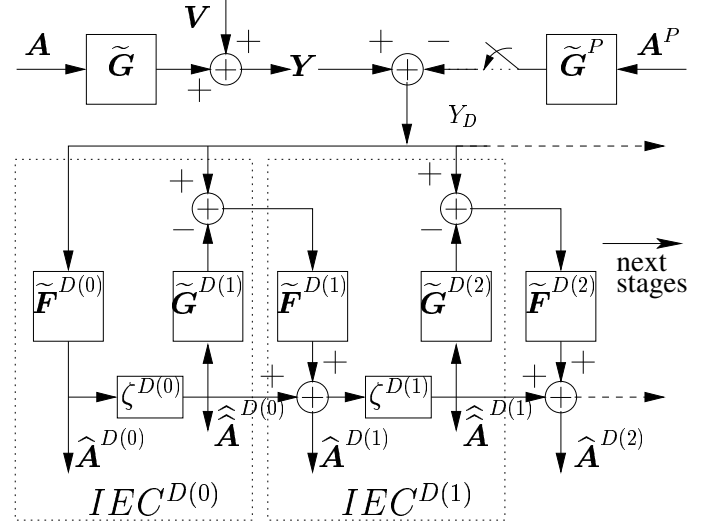 V + + −
A G̃ + Y G̃^P A^P
+
Y_D
+ +
− −
next
stages
F̃^{D(0)} G̃^{D(1)} F̃^{D(1)} G̃^{D(2)} F̃^{D(2)}
+ + + +
ζ^{D(0)} + ζ^{D(1)} +
Â^{D(0)} Â̂^{D(0)} Â^{D(1)} Â̂^{D(1)} Â^{D(2)}
IEC^{D(0)} IEC^{D(1)}